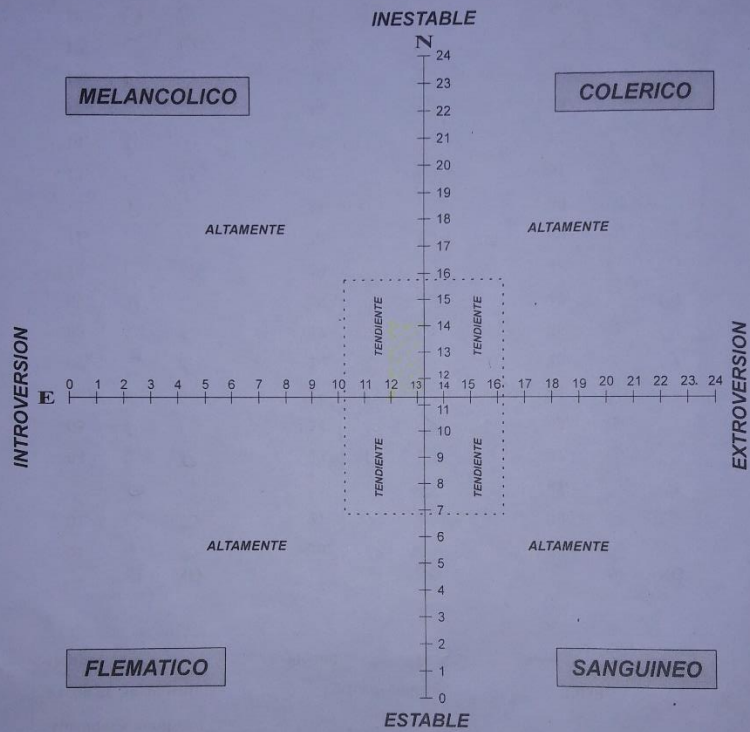 INESTABLE
N
24
23
MELANCOLICO
COLERICO
22
21
20
19
18
ALTAMENTE
ALTAMENTE
17
16
15
TENDIENTE
TENDIENTE
14
13
12
INTROVERSION
E
0 1 2 3 4 5 6 7 8 9 10 11 12 13 14 15 16 17 18 19 20 21 22 23. 24
EXTROVERSION
11
10
9
TENDIENTE
TENDIENTE
8
7
6
ALTAMENTE
ALTAMENTE
5
4
3
2
FLEMATICO
SANGUINEO
1
0
ESTABLE